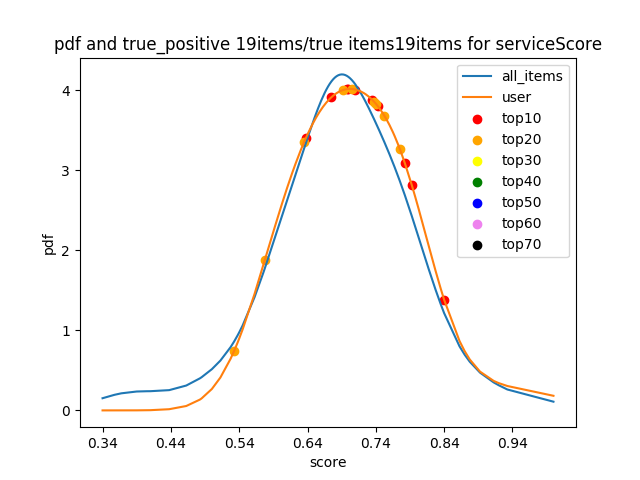 pdf and true_positive 19items/true items19items for serviceScore
all_items
user
top10
top20
top30
top40
top50
top60
top70
pdf
4
3
2
1
0
0.34 0.44 0.54 0.64 0.74 0.84 0.94
score